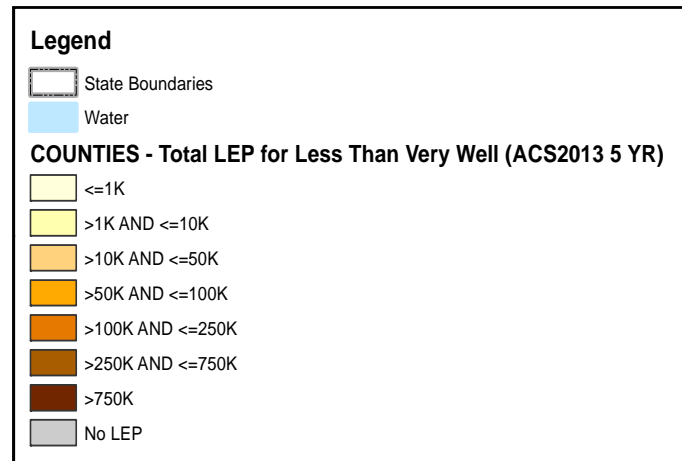 Legend
State Boundaries
Water
COUNTIES - Total LEP for Less Than Very Well (ACS2013 5 YR)
<=1K
>1K AND <=10K
>10K AND <=50K
>50K AND <=100K
>100K AND <=250K
>250K AND <=750K
>750K
No LEP